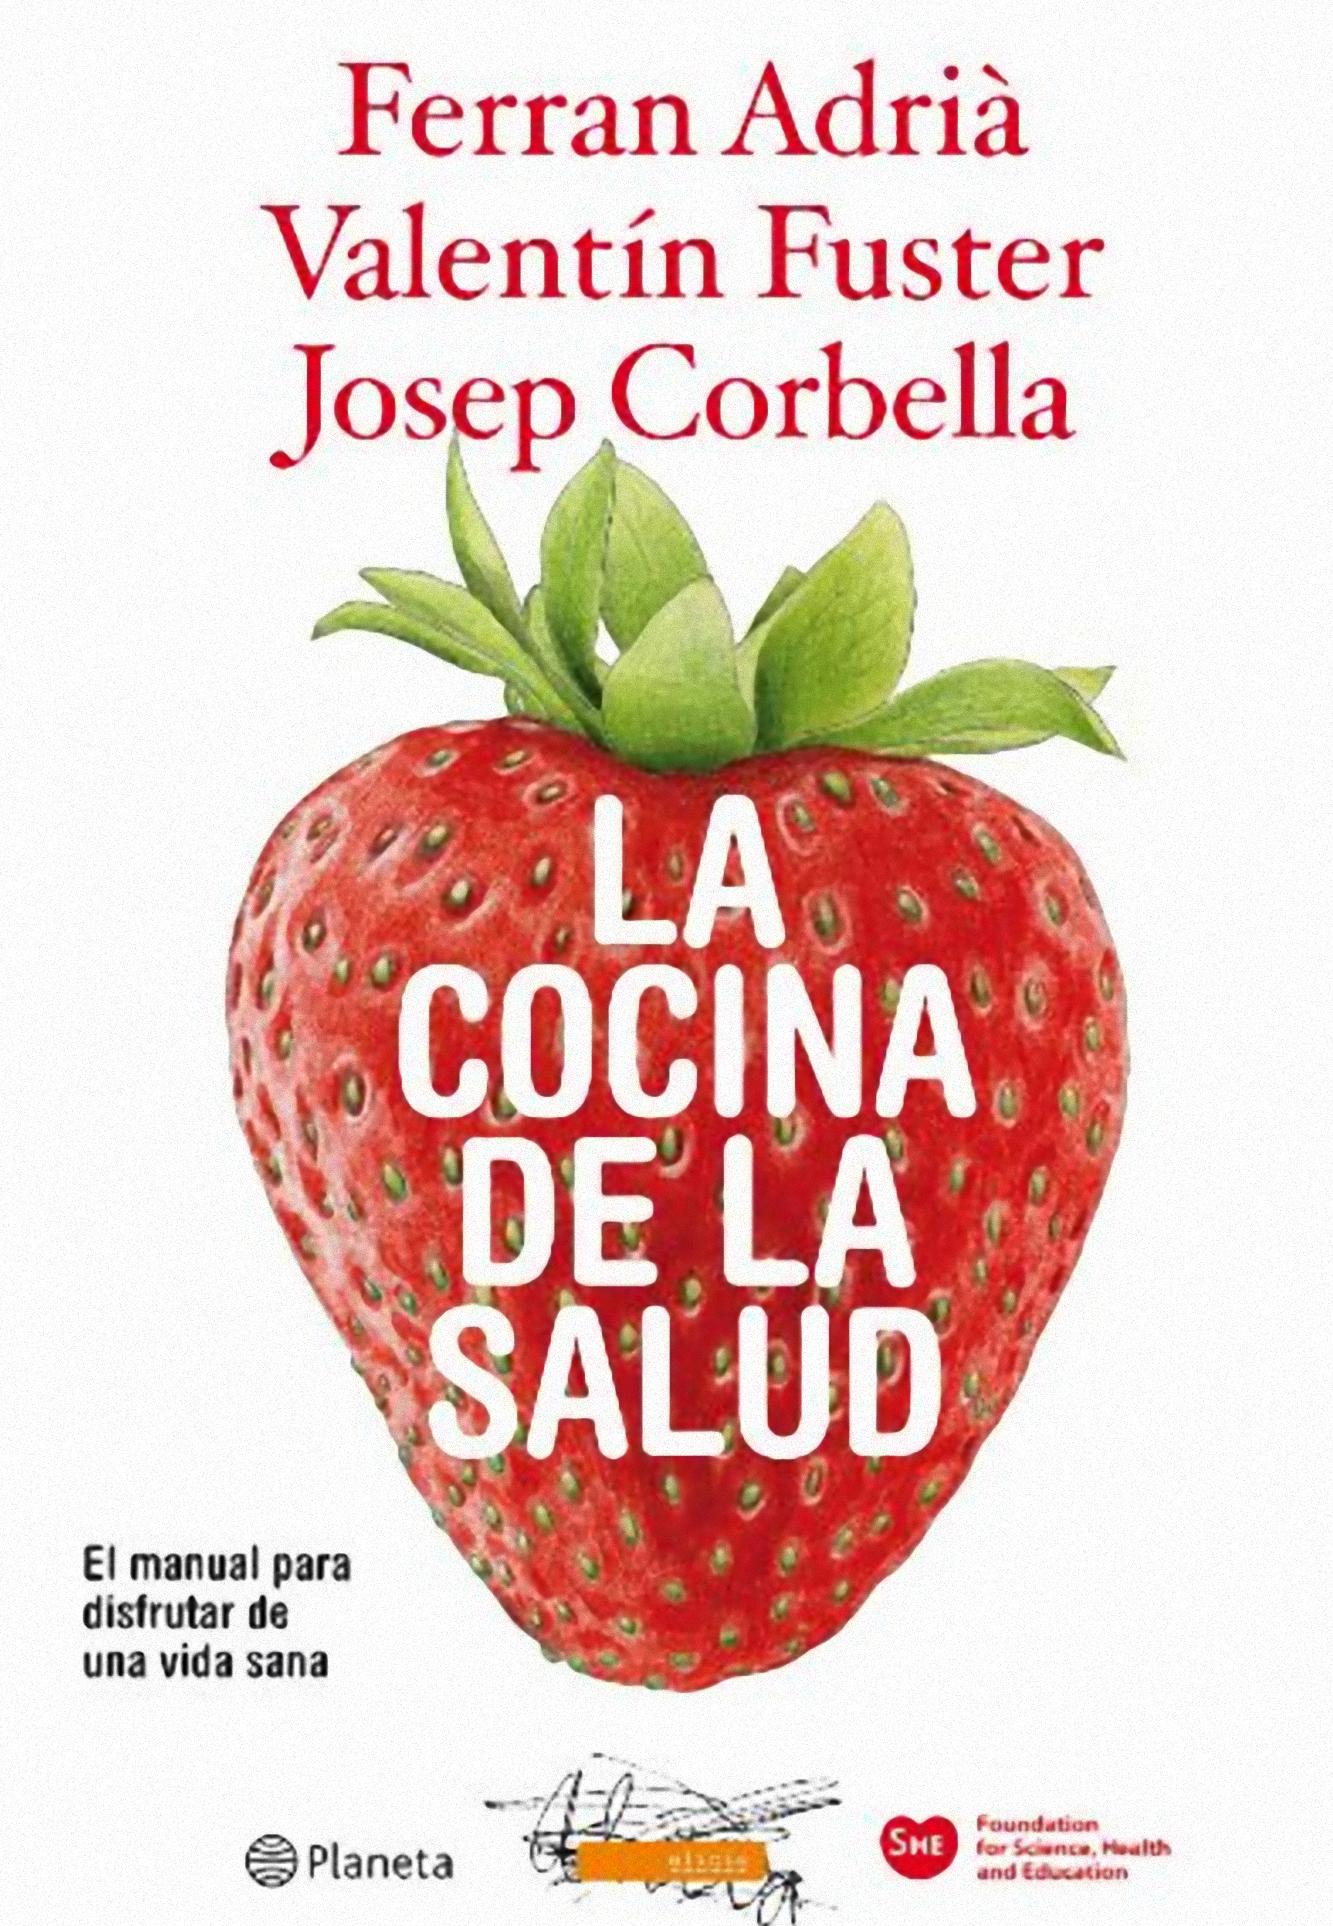 Ferran Adrià
Valentín Fuster
Josep Corbella
LA
COCINA
DE LA
SALUD
El manual para
disfrutar de
una vida sana
Planeta
SHE
Foundation
for Science, Health
and Education